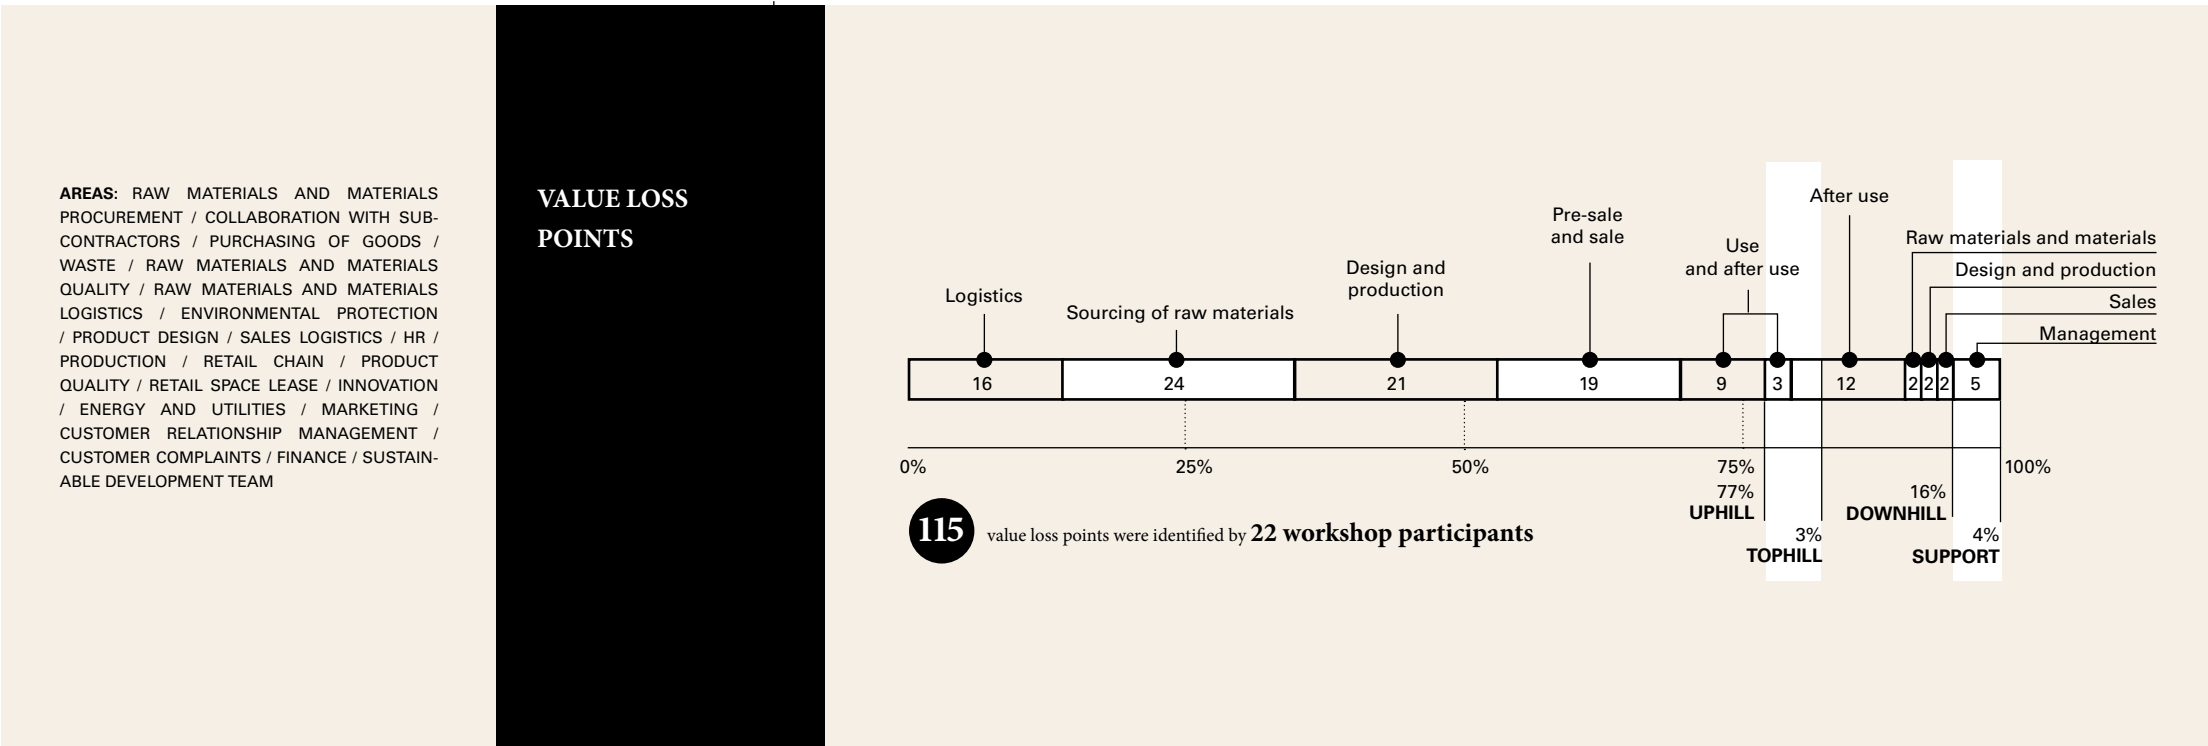 AREAS: RAW MATERIALS AND MATERIALS
PROCUREMENT / COLLABORATION WITH SUB-
CONTRACTORS / PURCHASING OF GOODS /
WASTE / RAW MATERIALS AND MATERIALS
QUALITY / RAW MATERIALS AND MATERIALS
LOGISTICS / ENVIRONMENTAL PROTECTION
/ PRODUCT DESIGN / SALES LOGISTICS / HR /
PRODUCTION / RETAIL CHAIN / PRODUCT
QUALITY / RETAIL SPACE LEASE / INNOVATION
/ ENERGY AND UTILITIES / MARKETING /
CUSTOMER RELATIONSHIP MANAGEMENT /
CUSTOMER COMPLAINTS / FINANCE / SUSTAIN-
ABLE DEVELOPMENT TEAM
VALUE LOSS
POINTS
Logistics
Sourcing of raw materials
Design and
production
Pre-sale
and sale
Use
and after use
After use
Raw materials and materials
Design and production
Sales
Management
16 24 21 19 9 3 12 2 2 2 5
0% 25% 50% 75% 100%
77%
UPHILL
3%
TOPHILL
16%
DOWNHILL
4%
SUPPORT
115 value loss points were identified by 22 workshop participants